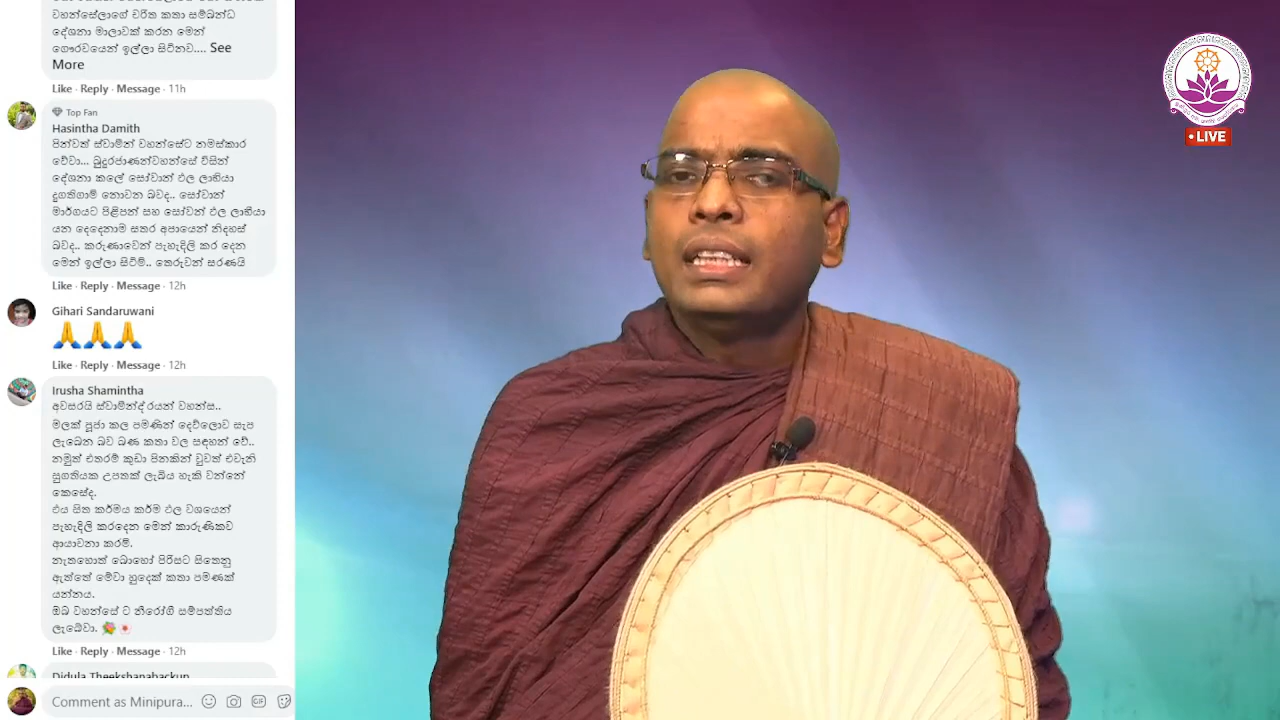 වහන්සේලාගේ චරිත කතා සම්බන්ධ
දේශනා මාලාවක් කරන මෙන්
ගෞරවයෙන් ඉල්ලා සිටිනව.... See
More
Like · Reply · Message · 11h
Top Fan
Hasintha Damith
පින්වත් ස්වාමින් වහන්සේට නමස්කාර
වේවා... බුදුරජාණන්වහන්සේ විසින්
දේශනා කලේ සෝවාන් ඵල ලාභියා
දුගතිගාමී නොවන බවද.. සෝවාන්
මාර්ගයට පිළිපන් සහ සෝවන් ඵල ලාභියා
යන දෙදෙනාම සතර අපායෙන් නිදහස්
බවද.. කරුණාවෙන් පැහැදිලි කර දෙන
මෙන් ඉල්ලා සිටිමි.. තෙරුවන් සරණයි
Like · Reply · Message · 12h
Gihari Sandaruwani
🙏🙏🙏
Like · Reply · Message · 12h
Irusha Shamintha
අවසරයි ස්වාමින්ද් රයන් වහන්ස..
මලක් පූජා කල පමණින් දෙව්ලොව සැප
ලැබෙන බව බණ කතා වල සඳහන් වේ..
නමුත් එතරම් කුඩා පිනකින් වුවත් එවැනි
සුගතියක උපතක් ලැබිය හැකි වන්නේ
කෙසේද.
එය සිත කර්මය කර්ම ඵල වශයෙන්
පැහැදිලි කරදෙන මෙන් කාරුණිකව
ආයාචනා කරමි.
නැතහොත් බොහෝ පිරිසට සිතෙනු
ඇත්තේ මේවා හුදෙක් කතා පමණක්
යන්නය.
ඔබ වහන්සේ ට නිරෝගී සම්පත්තිය
ලැබේවා. 💐🌸
Like · Reply · Message · 12h
Didula Theekshanabackup
Comment as Minipura...
GIF
• LIVE